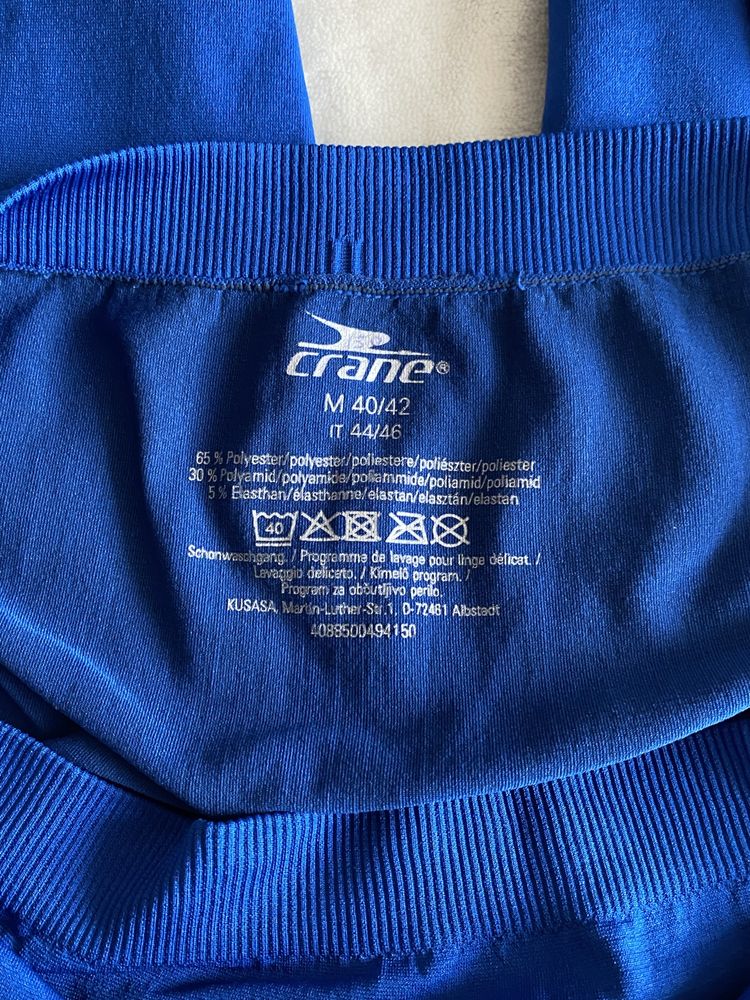 crane®
M 40/42
IT 44/46
65 % Polyester/polyester/poliestere/poliészter/poliester
30 % Polyamid/polyamide/poliammide/poliamid/poliamid
5 % Elasthan/élasthanne/elastan/elasztán/elastan
40
Schonwaschgang. / Programme de lavage pour linge délicat. /
Lavaggio delicato. / Kímélő program. /
Program za občutljivo perilo.
KUSASA, Martin-Luther-Str.1, D-72461 Albstadt
4088500494150